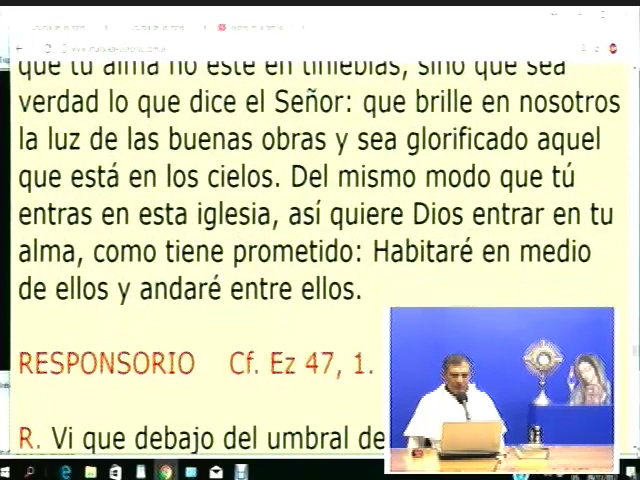 que tu alma no esté en tinieblas, sino que sea
verdad lo que dice el Señor: que brille en nosotros
la luz de las buenas obras y sea glorificado aquel
que está en los cielos. Del mismo modo que tú
entras en esta iglesia, así quiere Dios entrar en tu
alma, como tiene prometido: Habitaré en medio
de ellos y andaré entre ellos.
RESPONSORIO Cf. Ez 47, 1.
R. Vi que debajo del umbral de